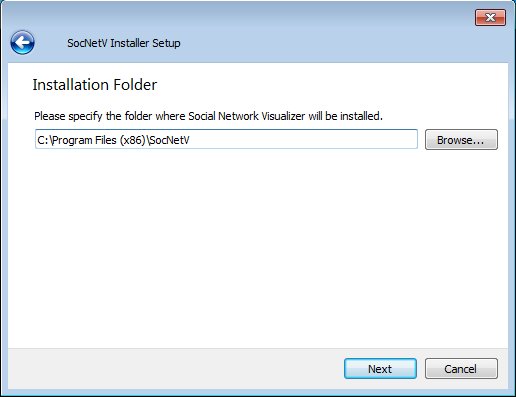 SocNetV Installer Setup
Installation Folder
Please specify the folder where Social Network Visualizer will be installed.
C:\Program Files (x86)\SocNetV
Browse...
Next
Cancel